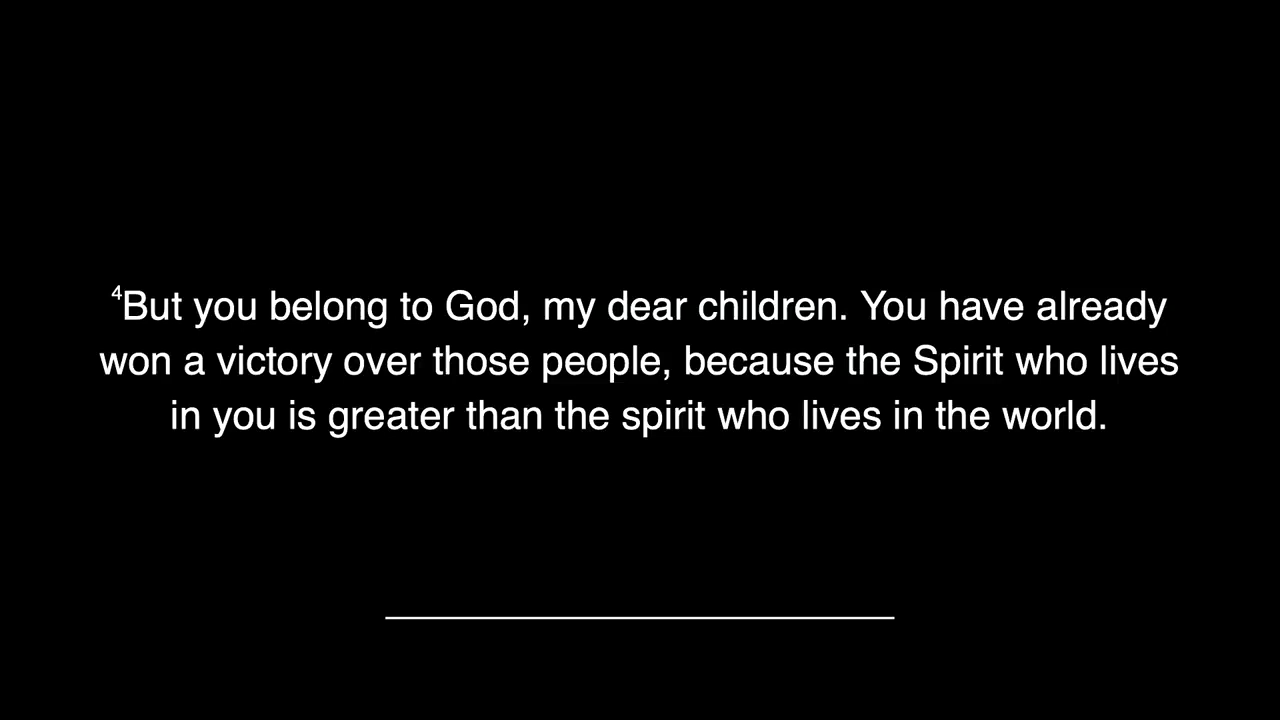 4But you belong to God, my dear children. You have already
won a victory over those people, because the Spirit who lives
in you is greater than the spirit who lives in the world.